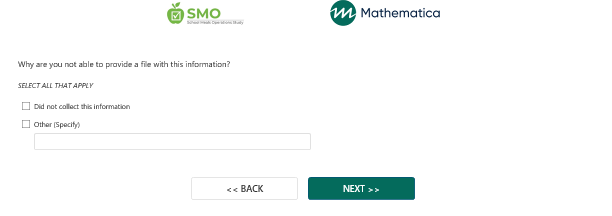 SMO
School Meals Operations Study
Mathematica
Why are you not able to provide a file with this information?
SELECT ALL THAT APPLY
Did not collect this information
Other (Specify)
<< BACK
NEXT >>